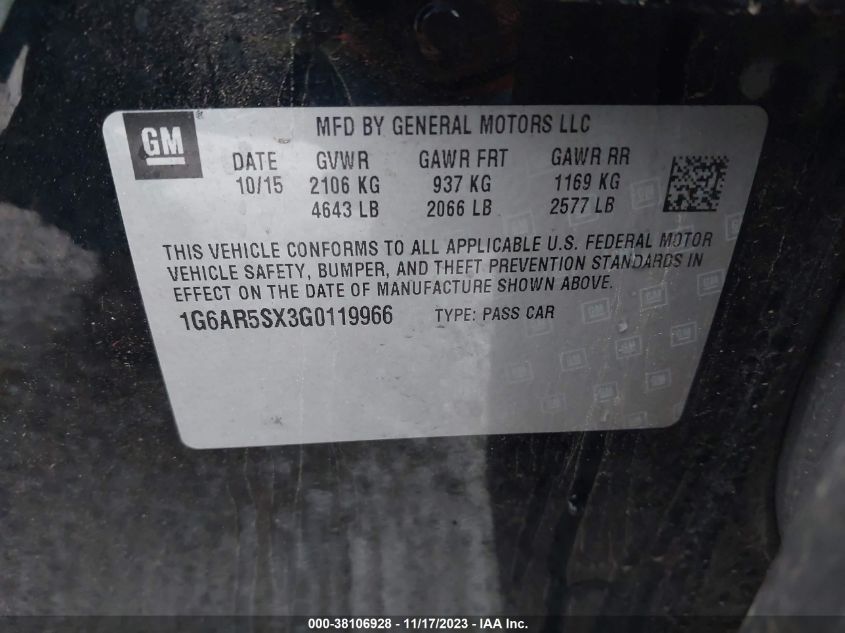 GM
MFD BY GENERAL MOTORS LLC
DATE GVWR GAWR FRT GAWR RR
10/15 2106 KG 937 KG 1169 KG
4643 LB 2066 LB 2577 LB
THIS VEHICLE CONFORMS TO ALL APPLICABLE U.S. FEDERAL MOTOR
VEHICLE SAFETY, BUMPER, AND THEFT PREVENTION STANDARDS IN
EFFECT ON THE DATE OF MANUFACTURE SHOWN ABOVE.
1G6AR5SX3G0119966 TYPE: PASS CAR
000-38106928 - 11/17/2023 - IAA Inc.